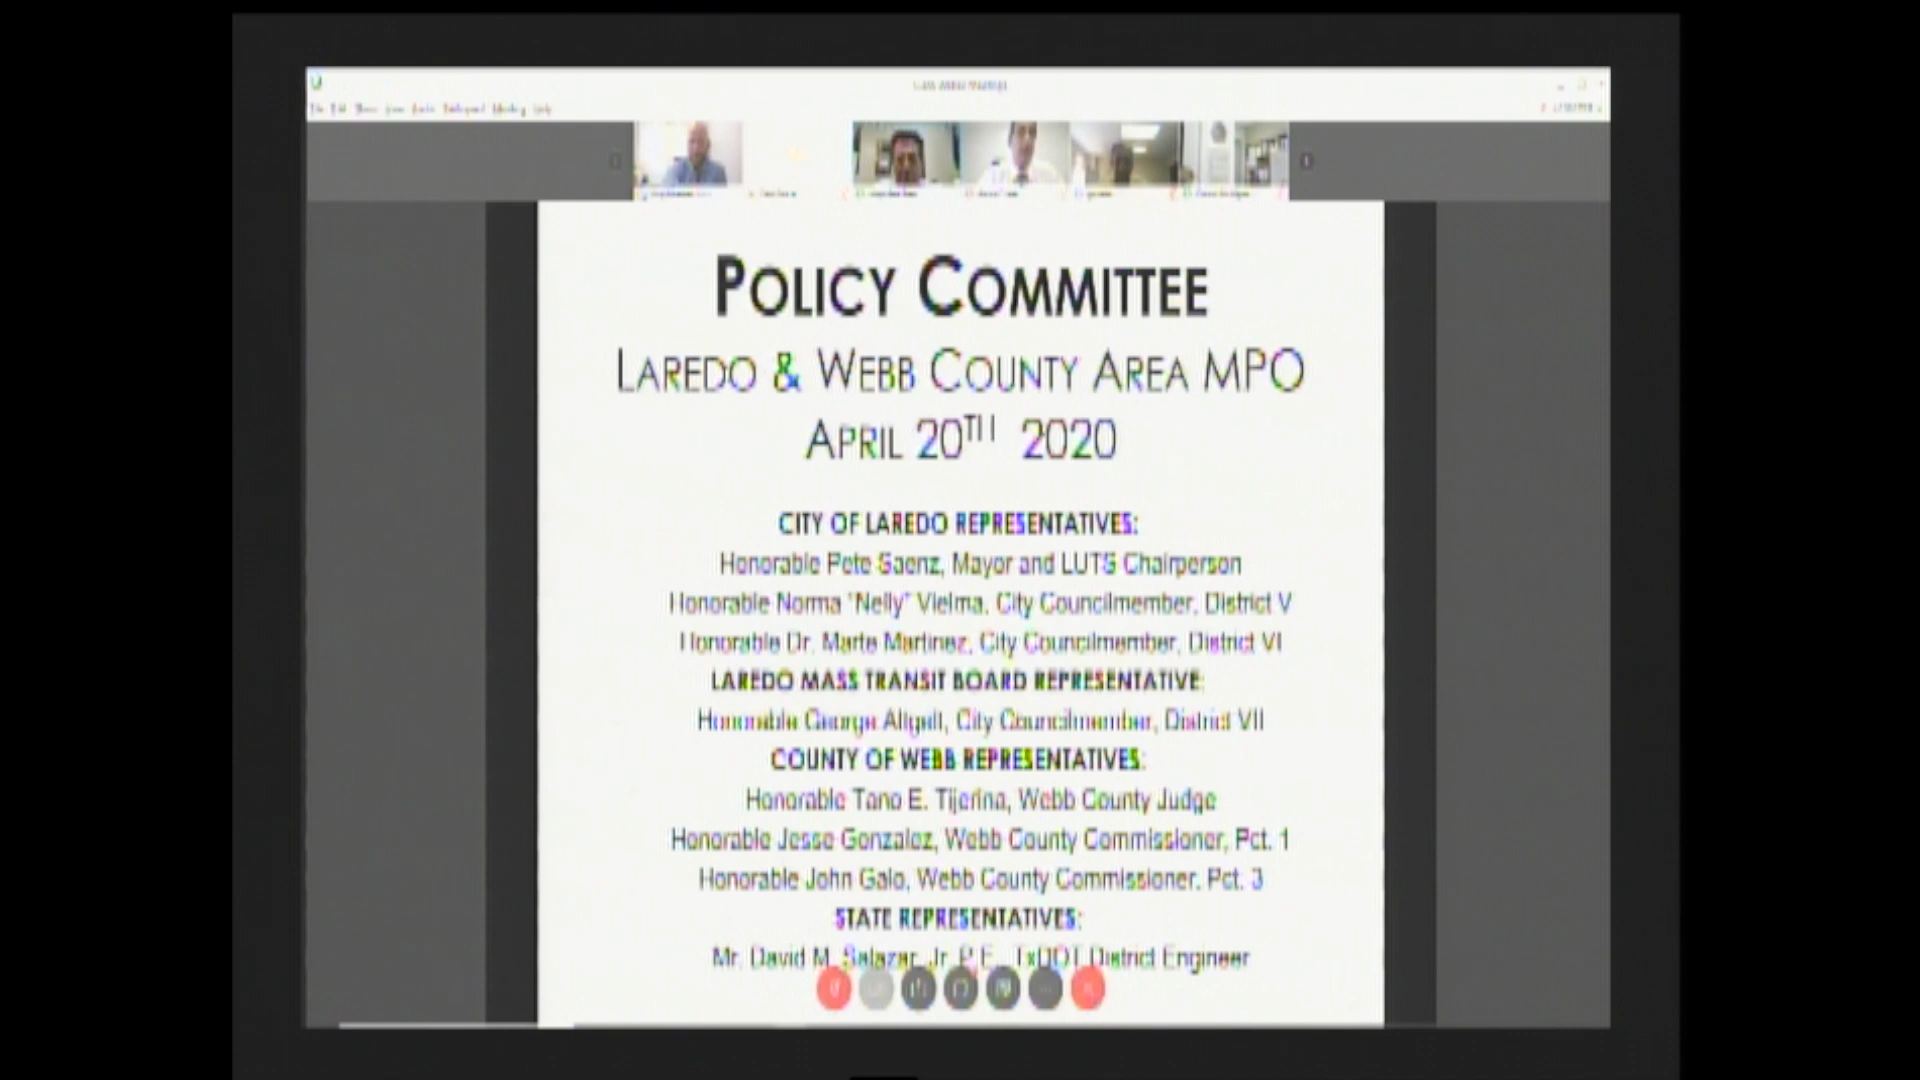 POLICY COMMITTEE
LAREDO & WEBB COUNTY AREA MPO
APRIL 20TH 2020
CITY OF LAREDO REPRESENTATIVES:
Honorable Pete Saenz, Mayor and LUTS Chairperson
Honorable Norma "Nelly" Vielma, City Councilmember, District V
Honorable Dr. Marte Martinez, City Councilmember, District VI
LAREDO MASS TRANSIT BOARD REPRESENTATIVE:
Honorable George Altgelt, City Councilmember, District VII
COUNTY OF WEBB REPRESENTATIVES:
Honorable Tano E. Tijerina, Webb County Judge
Honorable Jesse Gonzalez, Webb County Commissioner, Pct. 1
Honorable John Galo, Webb County Commissioner, Pct. 3
STATE REPRESENTATIVES:
Mr. David M. Salazar, Jr. P.E., TxDOT District Engineer